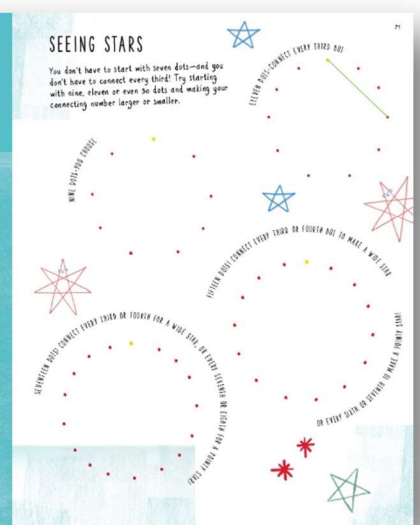 71
SEEING STARS
You don't have to start with seven dots—and you
don't have to connect every third! Try starting
with nine, eleven or even 30 dots and making your
connecting number larger or smaller.
ELEVEN DOTS-CONNECT EVERY THIRD DOT
NINE DOTS-YOU CHOOSE
FIFTEEN DOTS! CONNECT EVERY THIRD OR FOURTH DOT TO MAKE A WIDE STAR
OR EVERY SIXTH OR SEVENTH TO MAKE A POINTY STAR!
SEVENTEEN DOTS! CONNECT EVERY THIRD OR FOURTH FOR A WIDE STAR, OR EVERY SEVENTH OR EIGHTH FOR A POINTY STAR!